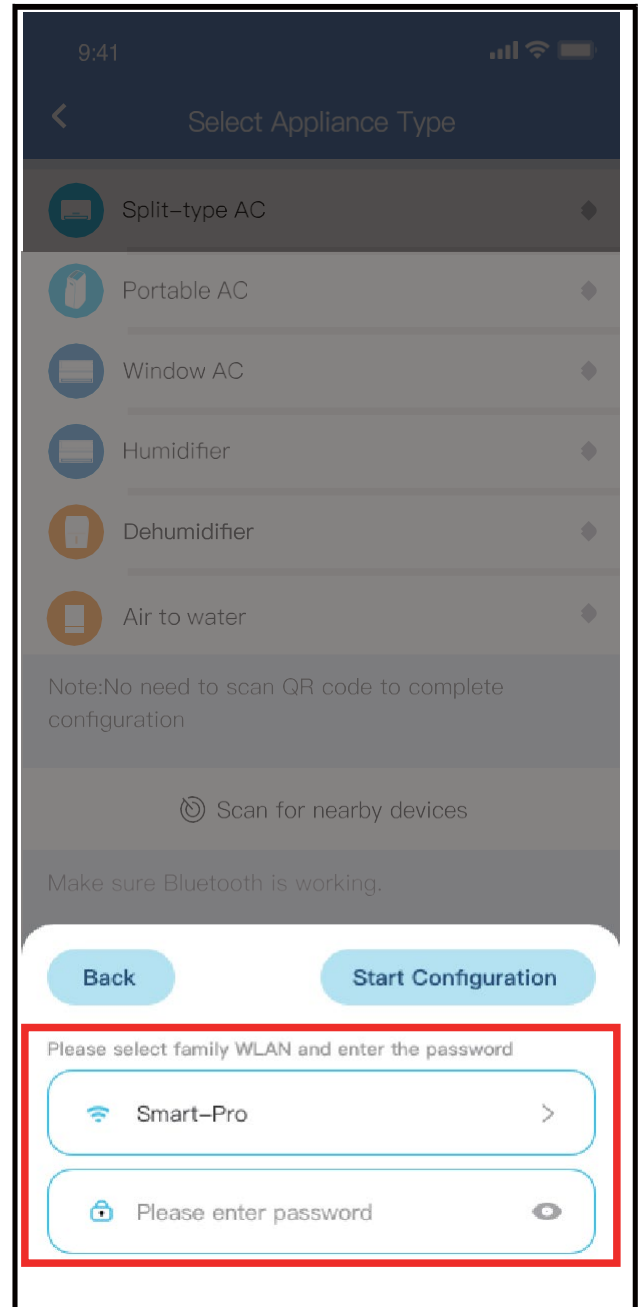 9:41
Select Appliance Type
Split-type AC
Portable AC
Window AC
Humidifier
Dehumidifier
Air to water
Note:No need to scan QR code to complete
configuration
Scan for nearby devices
Make sure Bluetooth is working.
Back
Start Configuration
Please select family WLAN and enter the password
Smart-Pro
Please enter password